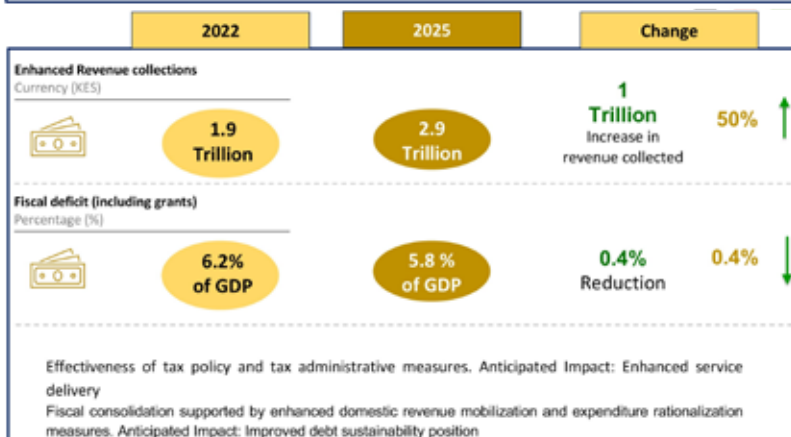 2022 2025 Change
Enhanced Revenue collections
Currency (KES)
1.9
Trillion
2.9
Trillion
1
Trillion
Increase in
revenue collected
50%
Fiscal deficit (including grants)
Percentage (%)
6.2%
of GDP
5.8 %
of GDP
0.4%
Reduction
0.4%
Effectiveness of tax policy and tax administrative measures. Anticipated Impact: Enhanced service
delivery
Fiscal consolidation supported by enhanced domestic revenue mobilization and expenditure rationalization
measures. Anticipated Impact: Improved debt sustainability position